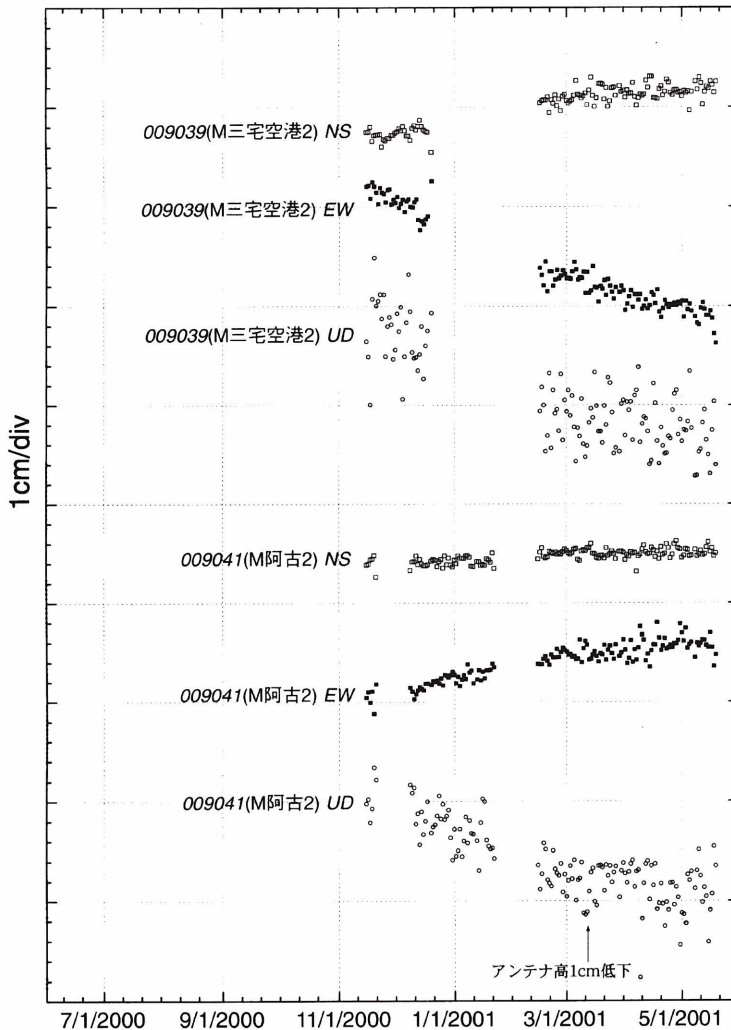 009039(M三宅空港2) NS
009039(M三宅空港2) EW
009039(M三宅空港2) UD
1cm/div
009041(M阿古2) NS
009041(M阿古2) EW
009041(M阿古2) UD
アンテナ高1cm低下
7/1/2000 9/1/2000 11/1/2000 1/1/2001 3/1/2001 5/1/2001